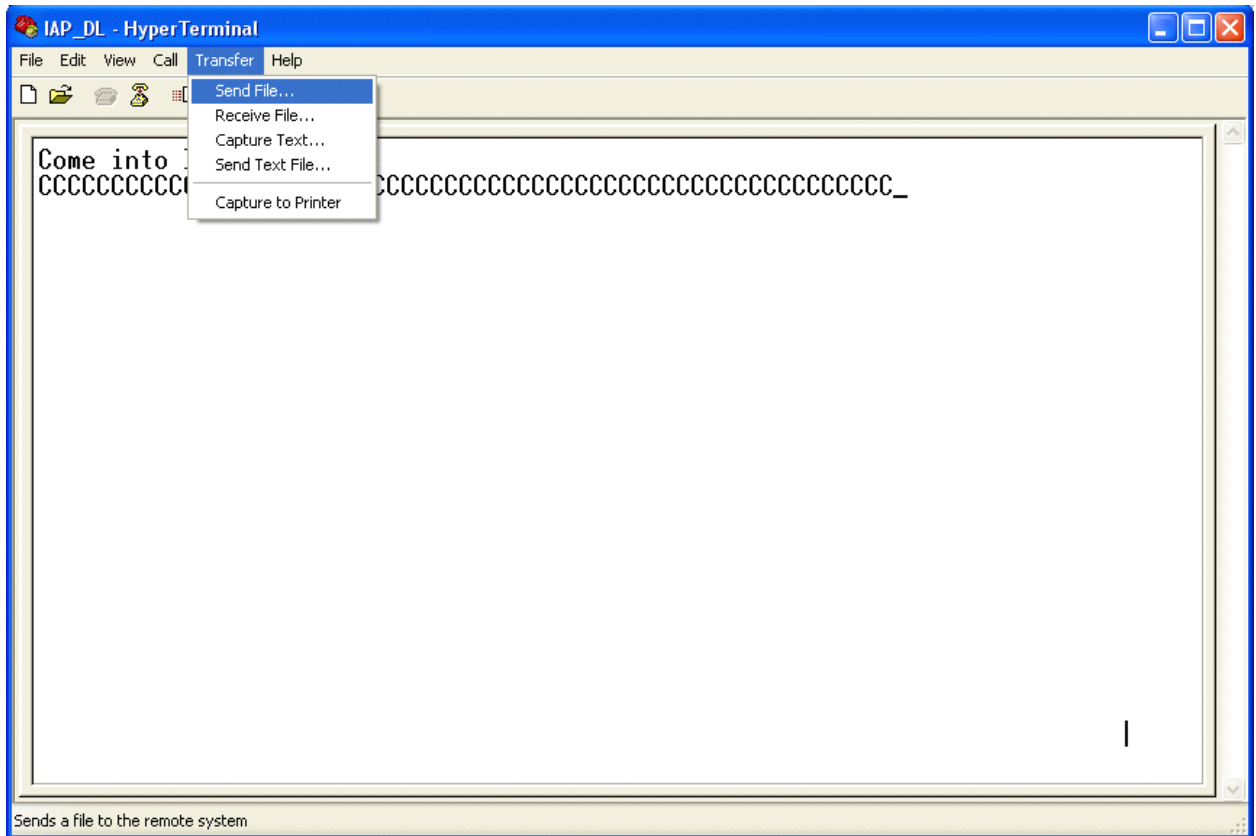 IAP_DL - HyperTerminal
File Edit View Call Transfer Help
Send File...
Receive File...
Capture Text...
Send Text File...
Capture to Printer
Come into
CCCCCCCCCC CCCCCCCCCCCCCCCCCCCCCCCCCCCCCCCCCCC_
Sends a file to the remote system